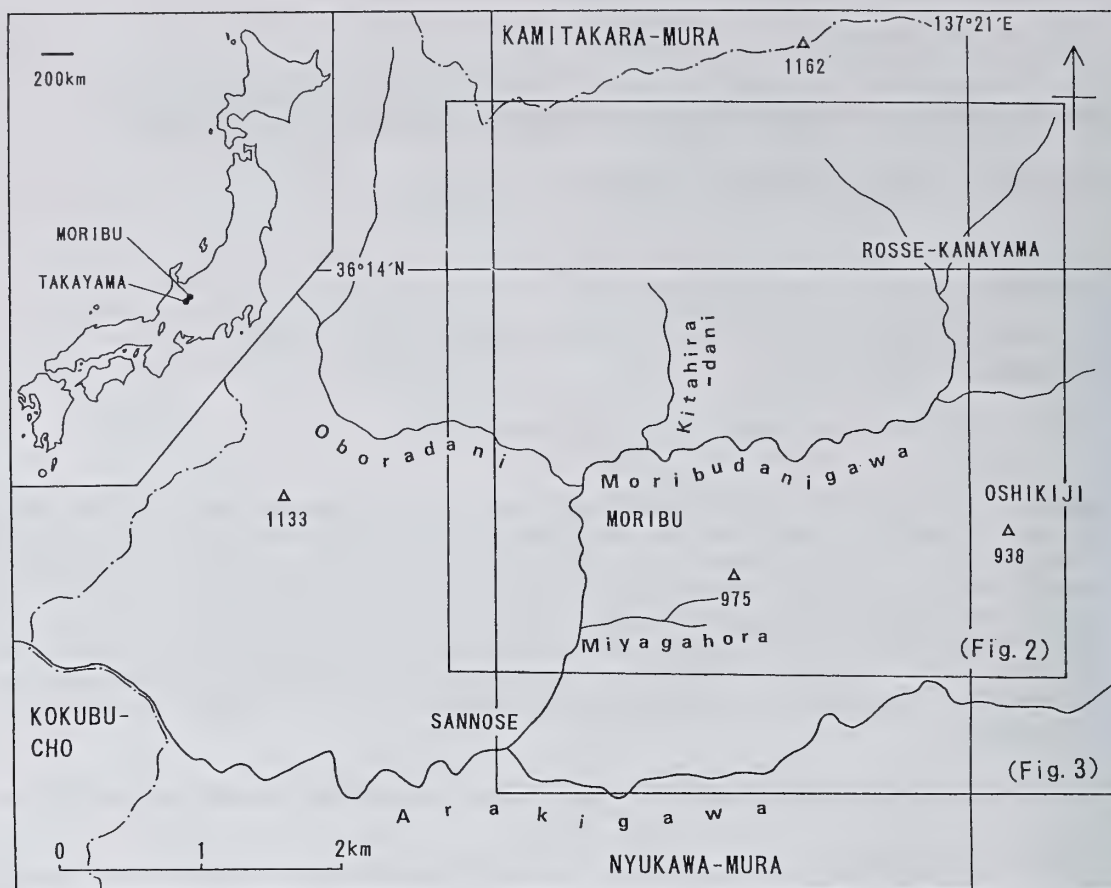 KAMITAKARA-MURA
137°21′E
1162
200km
MORIBU
TAKAYAMA
36°14′N
ROSSE-KANAYAMA
Kitahira
-dani
Oboradani
Moribudanigawa
MORIBU
OSHIKIJI
1133
938
975
Miyagahora
(Fig. 2)
SANNOSE
KOKUBU-
CHO
(Fig. 3)
Arakigawa
0 1 2km
NYUKAWA-MURA